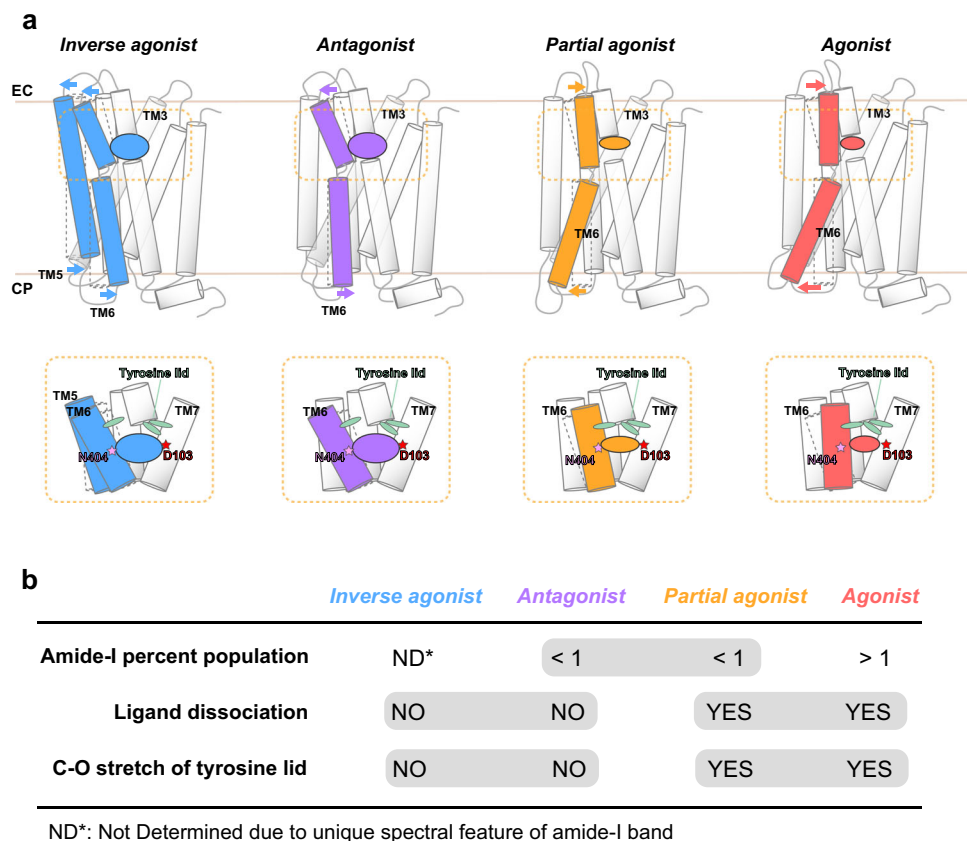 a
Inverse agonist Antagonist Partial agonist Agonist
EC
TM3 TM3 TM3 TM3
TM6 TM6
TM5
CP
TM6 TM6
Tyrosine lid Tyrosine lid Tyrosine lid Tyrosine lid
TM5
TM6 TM7 TM6 TM7 TM6 TM7 TM6 TM7
N404 D103 N404 D103 N404 D103 N404 D103
b
Inverse agonist Antagonist Partial agonist Agonist
Amide-I percent population ND* < 1 < 1 > 1
Ligand dissociation NO NO YES YES
C-O stretch of tyrosine lid NO NO YES YES
ND*: Not Determined due to unique spectral feature of amide-I band